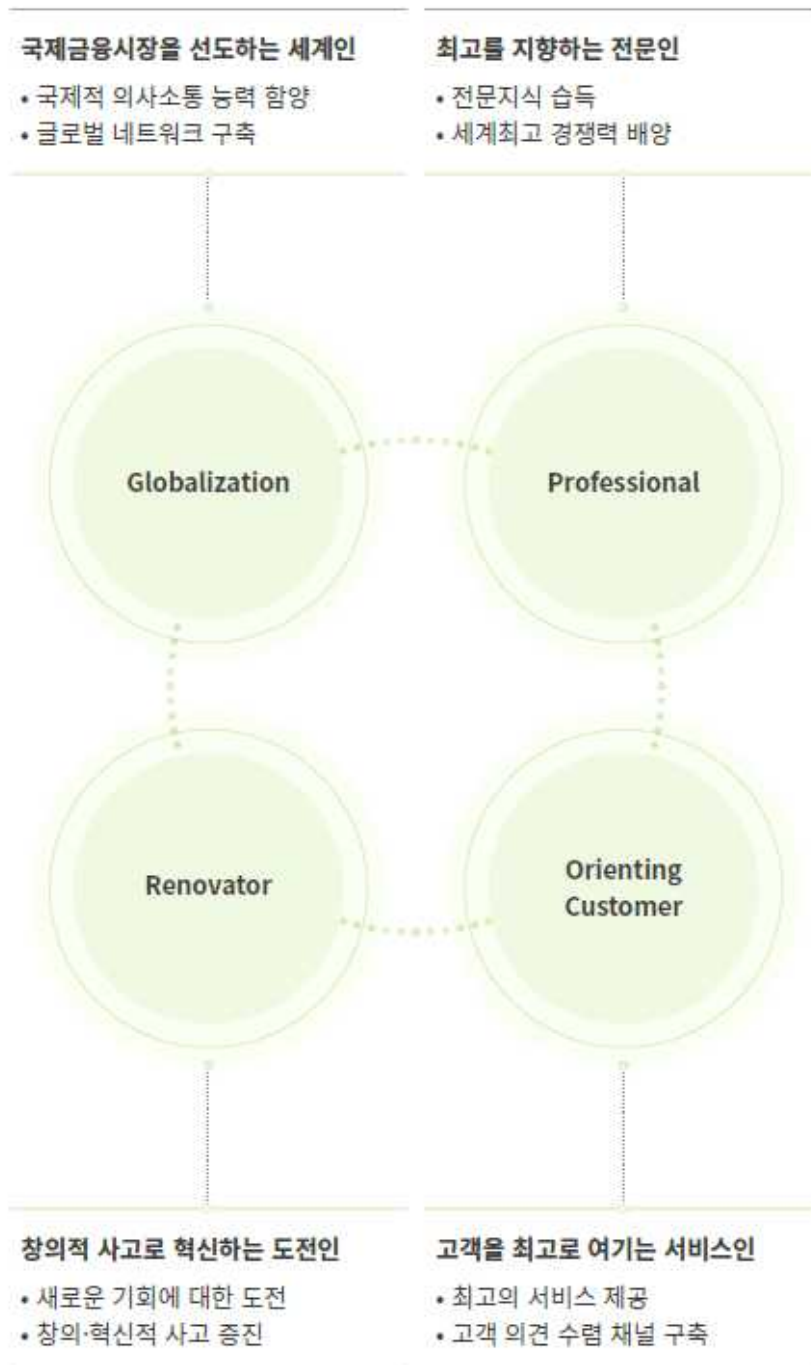 국제금융시장을 선도하는 세계인
• 국제적 의사소통 능력 함양
• 글로벌 네트워크 구축
최고를 지향하는 전문인
• 전문지식 습득
• 세계최고 경쟁력 배양
Globalization
Professional
Renovator
Orienting
Customer
창의적 사고로 혁신하는 도전인
• 새로운 기회에 대한 도전
• 창의·혁신적 사고 증진
고객을 최고로 여기는 서비스인
• 최고의 서비스 제공
• 고객 의견 수렴 채널 구축